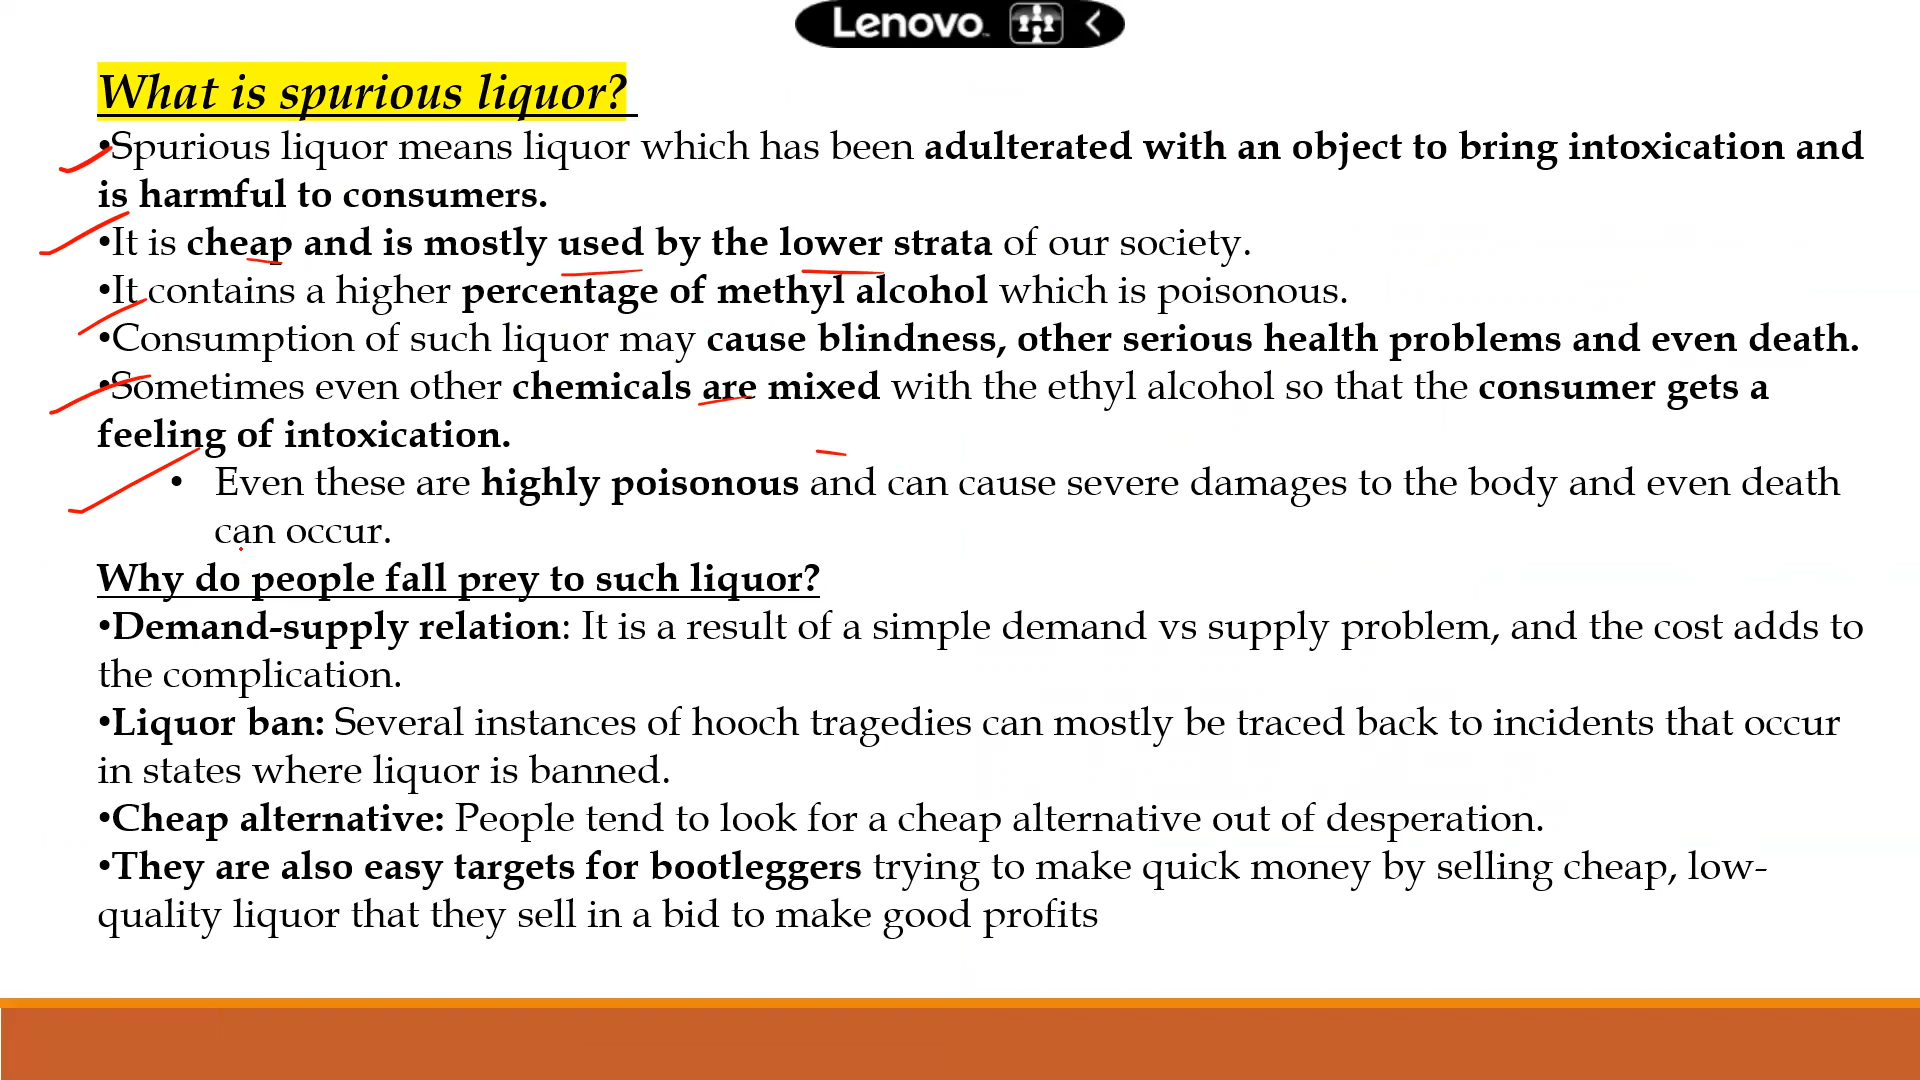 Lenovo
What is spurious liquor?
•Spurious liquor means liquor which has been adulterated with an object to bring intoxication and
is harmful to consumers.
•It is cheap and is mostly used by the lower strata of our society.
•It contains a higher percentage of methyl alcohol which is poisonous.
•Consumption of such liquor may cause blindness, other serious health problems and even death.
•Sometimes even other chemicals are mixed with the ethyl alcohol so that the consumer gets a
feeling of intoxication.
• Even these are highly poisonous and can cause severe damages to the body and even death
can occur.
Why do people fall prey to such liquor?
•Demand-supply relation: It is a result of a simple demand vs supply problem, and the cost adds to
the complication.
•Liquor ban: Several instances of hooch tragedies can mostly be traced back to incidents that occur
in states where liquor is banned.
•Cheap alternative: People tend to look for a cheap alternative out of desperation.
•They are also easy targets for bootleggers trying to make quick money by selling cheap, low-
quality liquor that they sell in a bid to make good profits